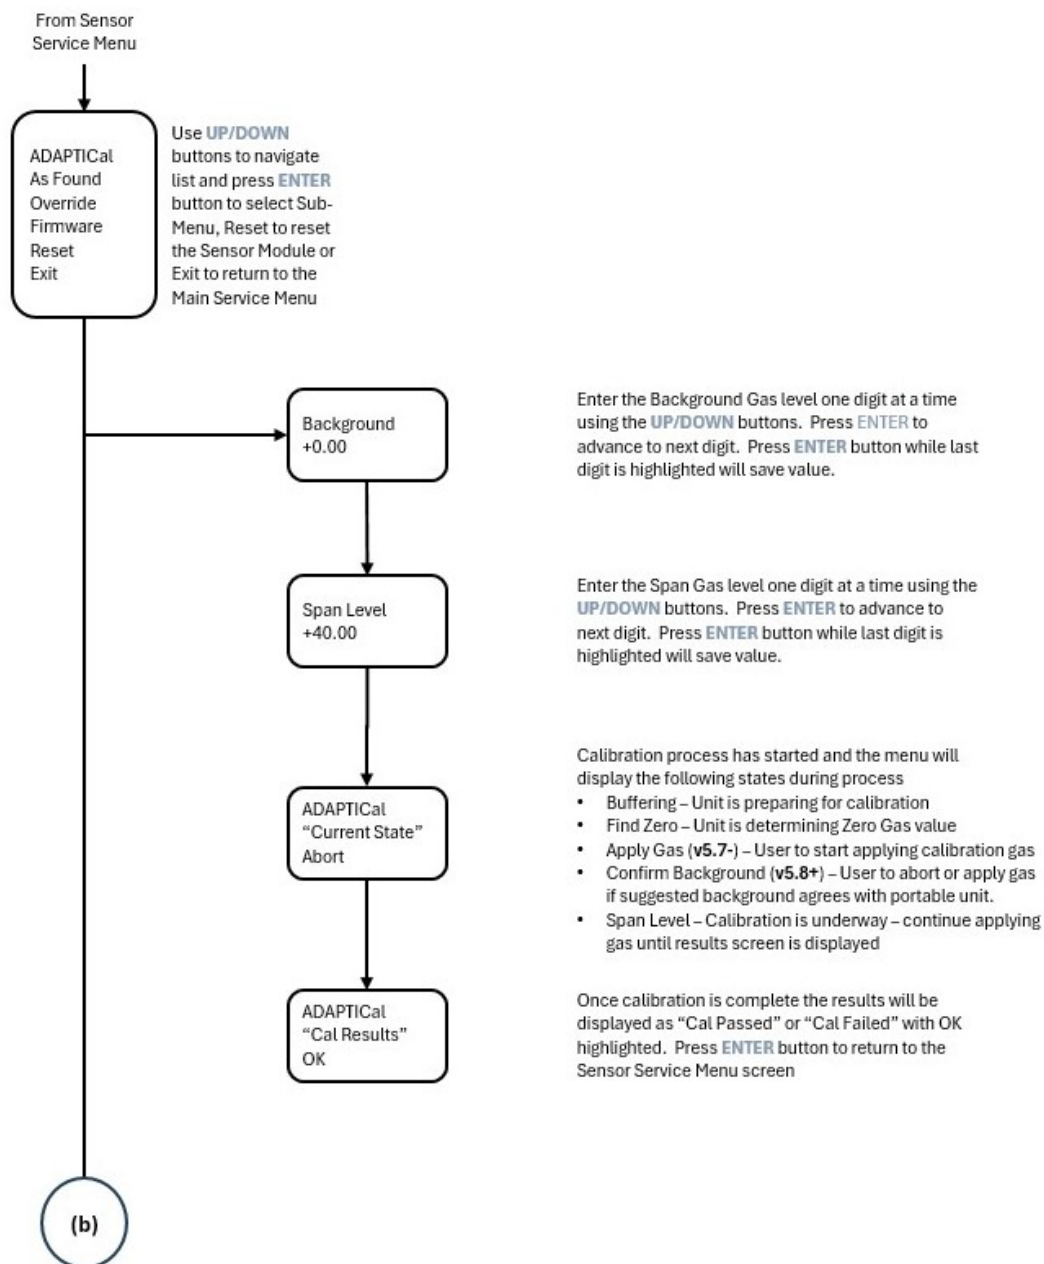 From Sensor
Service Menu
ADAPTICal
As Found
Override
Firmware
Reset
Exit
Use UP/DOWN
buttons to navigate
list and press ENTER
button to select Sub-
Menu, Reset to reset
the Sensor Module or
Exit to return to the
Main Service Menu
Background
+0.00
Enter the Background Gas level one digit at a time
using the UP/DOWN buttons. Press ENTER to
advance to next digit. Press ENTER button while last
digit is highlighted will save value.
Span Level
+40.00
Enter the Span Gas level one digit at a time using the
UP/DOWN buttons. Press ENTER to advance to
next digit. Press ENTER button while last digit is
highlighted will save value.
ADAPTICal
“Current State”
Abort
Calibration process has started and the menu will
display the following states during process
• Buffering – Unit is preparing for calibration
• Find Zero – Unit is determining Zero Gas value
• Apply Gas (v5.7-) – User to start applying calibration gas
• Confirm Background (v5.8+) – User to abort or apply gas
if suggested background agrees with portable unit.
• Span Level – Calibration is underway – continue applying
gas until results screen is displayed
ADAPTICal
“Cal Results”
OK
Once calibration is complete the results will be
displayed as “Cal Passed” or “Cal Failed” with OK
highlighted. Press ENTER button to return to the
Sensor Service Menu screen
(b)